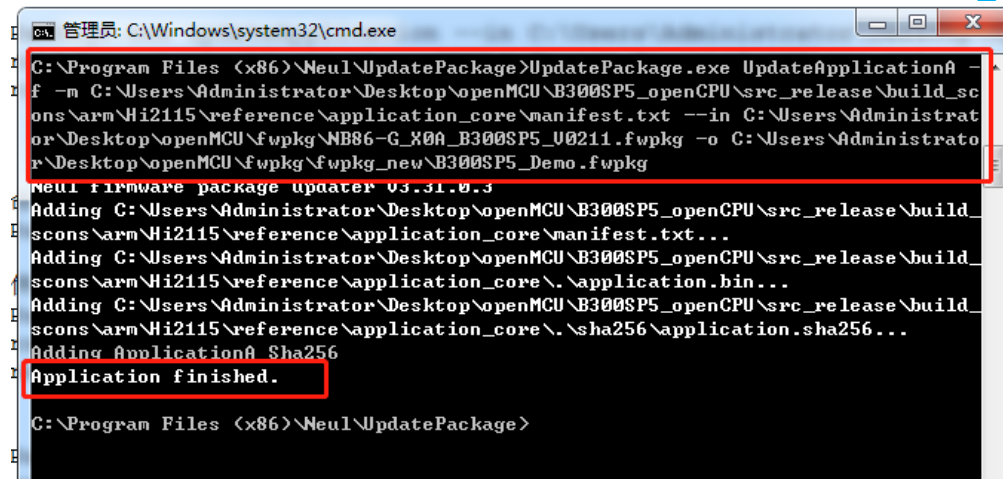 管理员: C:\Windows\system32\cmd.exe
C:\Program Files (x86)\Neul\UpdatePackage>UpdatePackage.exe UpdateApplicationA -
f -m C:\Users\Administrator\Desktop\openMCU\B300SP5_openCPU\src_release\build_sc
ons\arm\Hi2115\reference\application_core\manifest.txt --in C:\Users\Administrat
or\Desktop\openMCU\fwpkg\NB86-G_X0A_B300SP5_V0211.fwpkg -o C:\Users\Administrato
r\Desktop\openMCU\fwpkg\fwpkg_new\B300SP5_Demo.fwpkg
Neul firmware package updater v3.31.0.3
Adding C:\Users\Administrator\Desktop\openMCU\B300SP5_openCPU\src_release\build_
scons\arm\Hi2115\reference\application_core\manifest.txt...
Adding C:\Users\Administrator\Desktop\openMCU\B300SP5_openCPU\src_release\build_
scons\arm\Hi2115\reference\application_core\.\application.bin...
Adding C:\Users\Administrator\Desktop\openMCU\B300SP5_openCPU\src_release\build_
scons\arm\Hi2115\reference\application_core\.\sha256\application.sha256...
Adding ApplicationA Sha256
Application finished.
C:\Program Files (x86)\Neul\UpdatePackage>